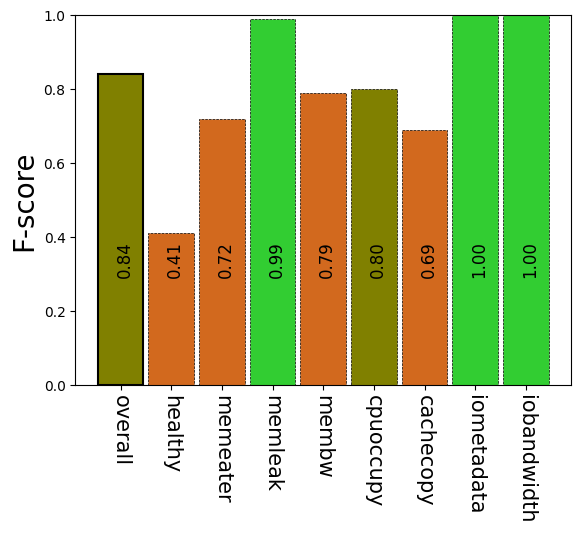 F-score
1.0
0.8
0.6
0.4
0.2
0.0
0.84
0.41
0.72
0.99
0.79
0.80
0.69
1.00
1.00
overall
healthy
memeater
memleak
membw
cpuoccupy
cachecopy
iometadata
iobandwidth